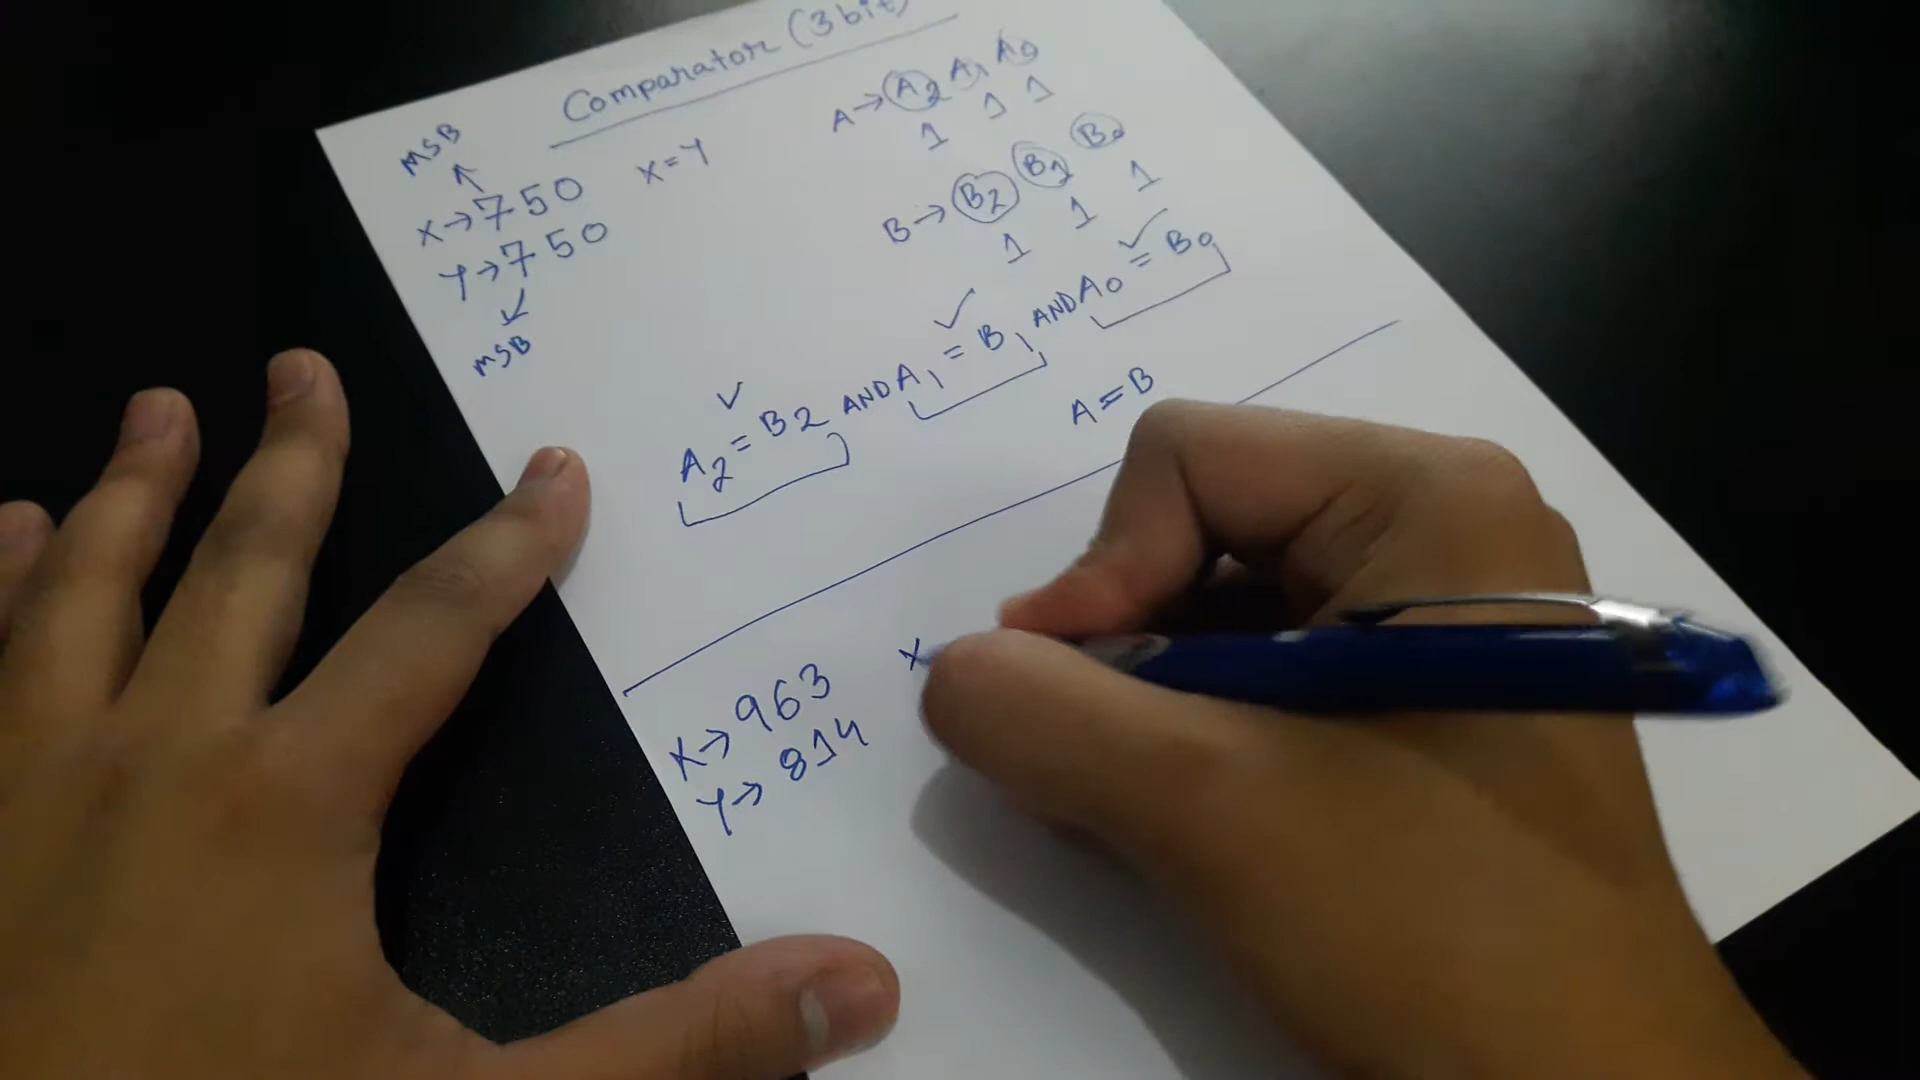 Comparator (3 bit)
MSB
X→750
Y→750
MSB
X=Y
A→A2 A1 A0
1 1 1
B→B2 B1 B0
1 1 1
A2=B2 AND A1=B1 AND A0=B0
A=B
X→963
Y→814
X